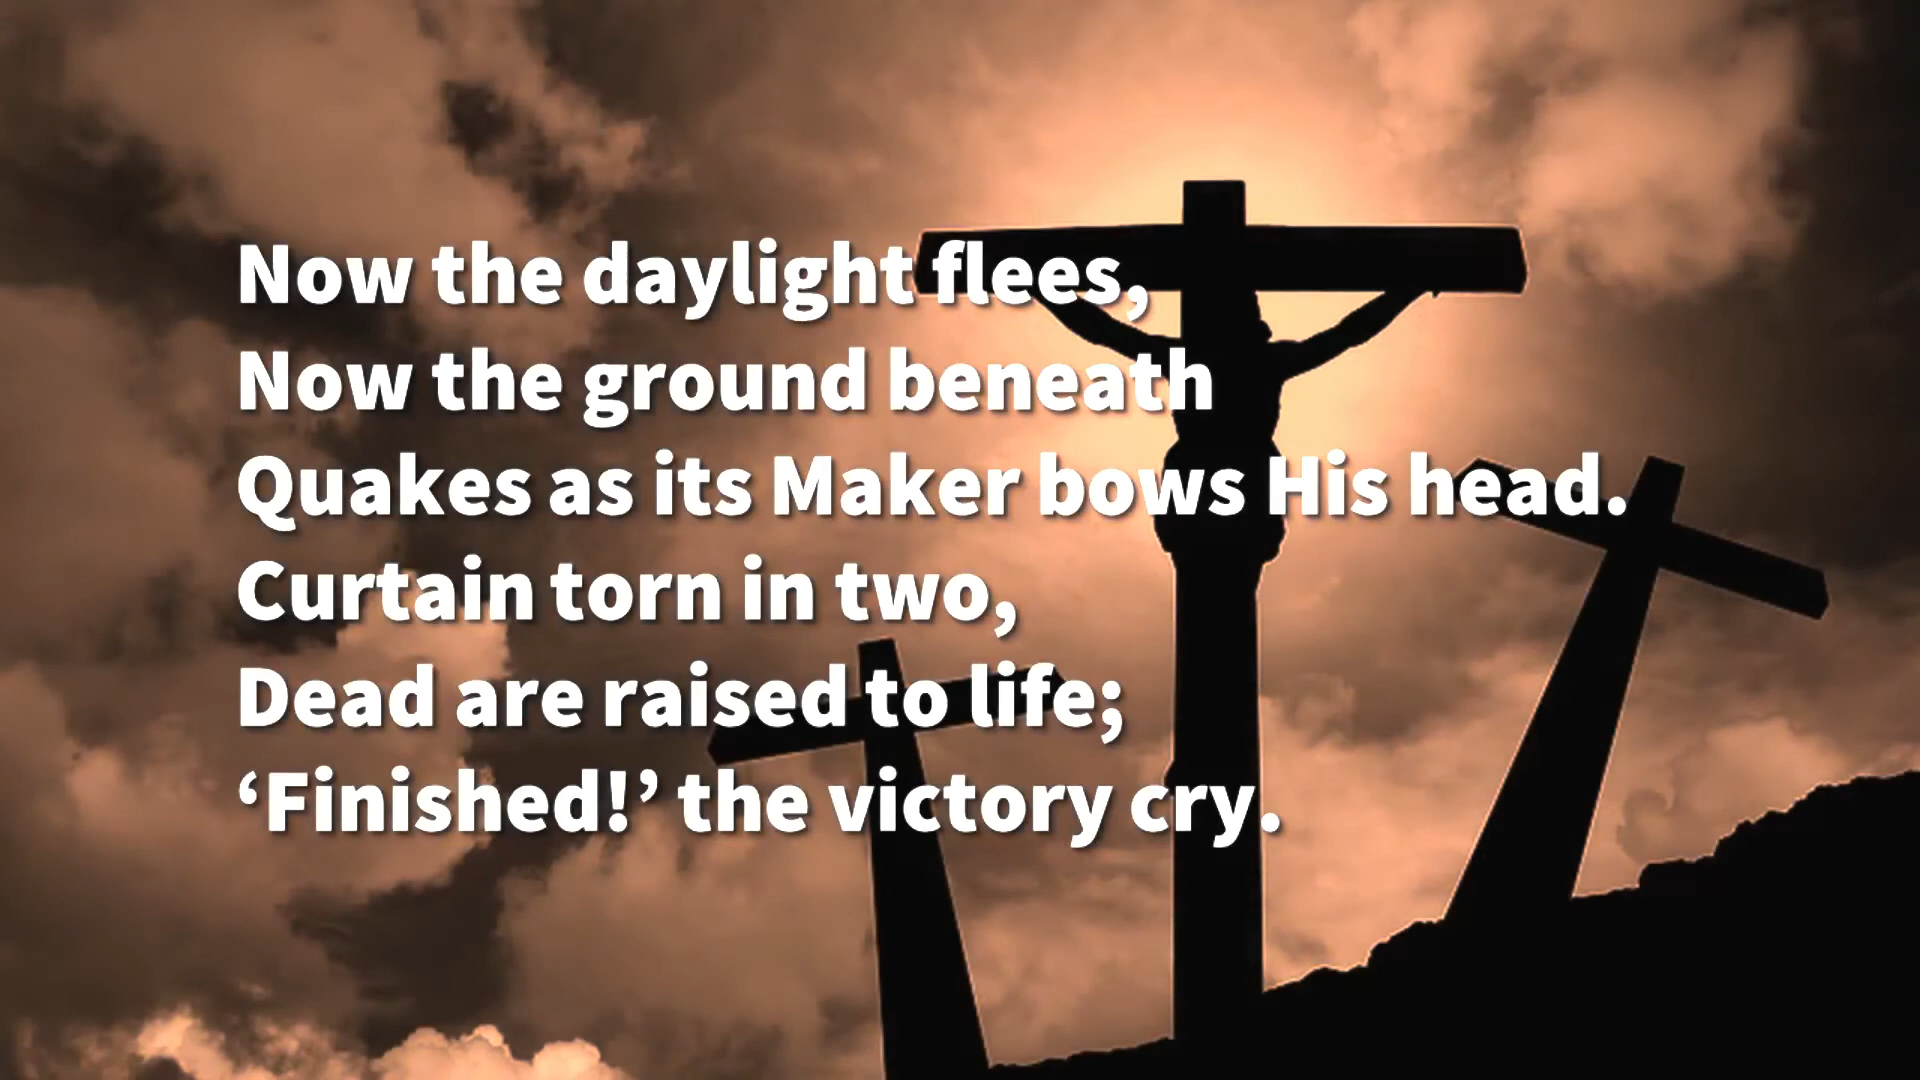 Now the daylight flees,
Now the ground beneath
Quakes as its Maker bows His head.
Curtain torn in two,
Dead are raised to life;
‘Finished!’ the victory cry.